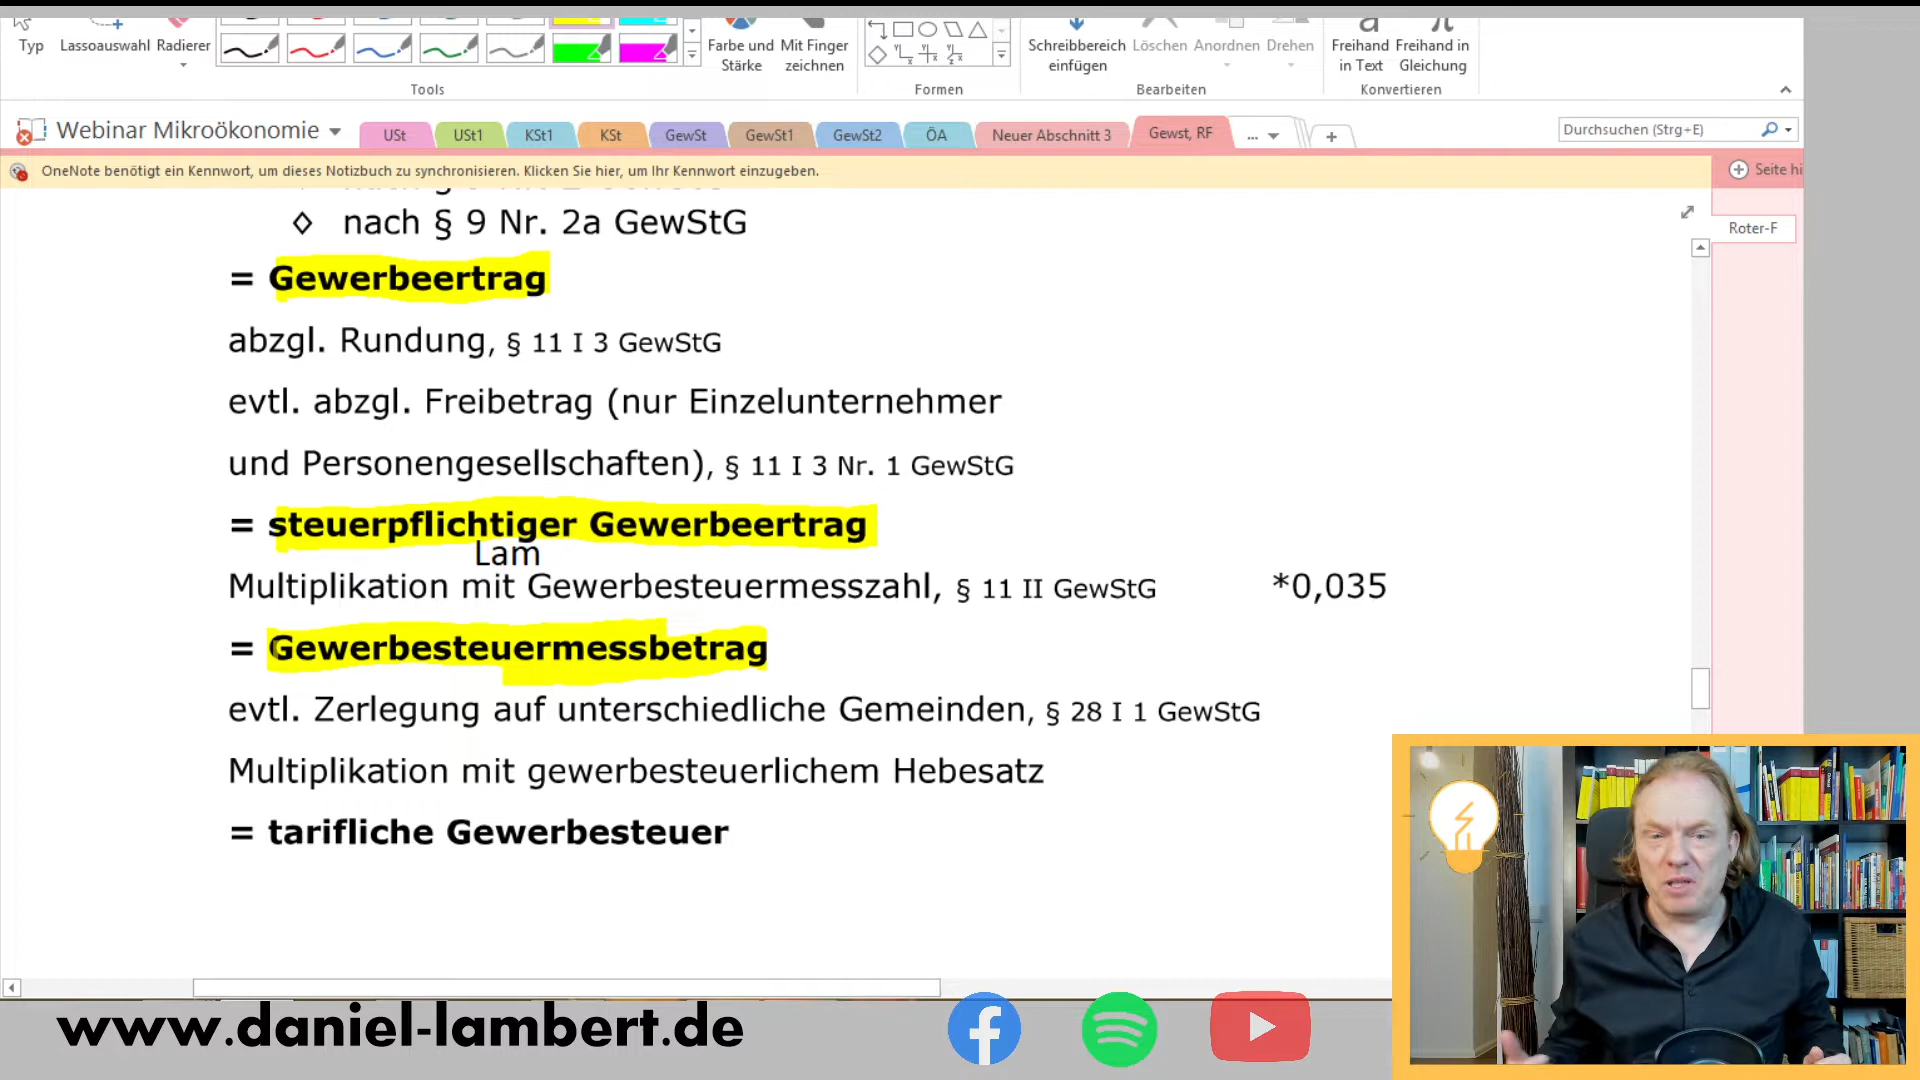 Typ
Lassoauswahl
Radierer
Farbe und Stärke
Mit Finger zeichnen
Schreibbereich einfügen
Löschen
Anordnen
Drehen
Freihand in Text
Freihand in Gleichung
Tools
Formen
Bearbeiten
Konvertieren
Webinar Mikroökonomie
USt
USt1
KSt1
KSt
GewSt
GewSt1
GewSt2
ÖA
Neuer Abschnitt 3
Gewst, RF
...
Durchsuchen (Strg+E)
OneNote benötigt ein Kennwort, um dieses Notizbuch zu synchronisieren. Klicken Sie hier, um Ihr Kennwort einzugeben.
Seite hi
Roter-F
◊ nach § 9 Nr. 2a GewStG
= Gewerbeertrag
abzgl. Rundung, § 11 I 3 GewStG
evtl. abzgl. Freibetrag (nur Einzelunternehmer
und Personengesellschaften), § 11 I 3 Nr. 1 GewStG
= steuerpflichtiger Gewerbeertrag
Lam
Multiplikation mit Gewerbesteuermesszahl, § 11 II GewStG *0,035
= Gewerbesteuermessbetrag
evtl. Zerlegung auf unterschiedliche Gemeinden, § 28 I 1 GewStG
Multiplikation mit gewerbesteuerlichem Hebesatz
= tarifliche Gewerbesteuer
www.daniel-lambert.de